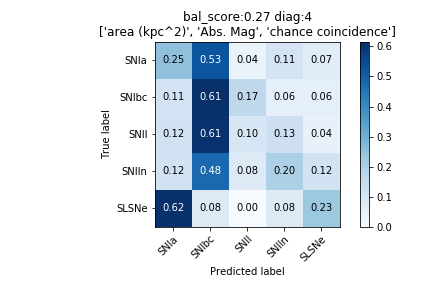 bal_score:0.27 diag:4
['area (kpc^2)', 'Abs. Mag', 'chance coincidence']
True label
SNIa 0.25 0.53 0.04 0.11 0.07
SNIbc 0.11 0.61 0.17 0.06 0.06
SNII 0.12 0.61 0.10 0.13 0.04
SNIIn 0.12 0.48 0.08 0.20 0.12
SLSNe 0.62 0.08 0.00 0.08 0.23
SNIa SNIbc SNII SNIIn SLSNe
Predicted label
0.6
0.5
0.4
0.3
0.2
0.1
0.0